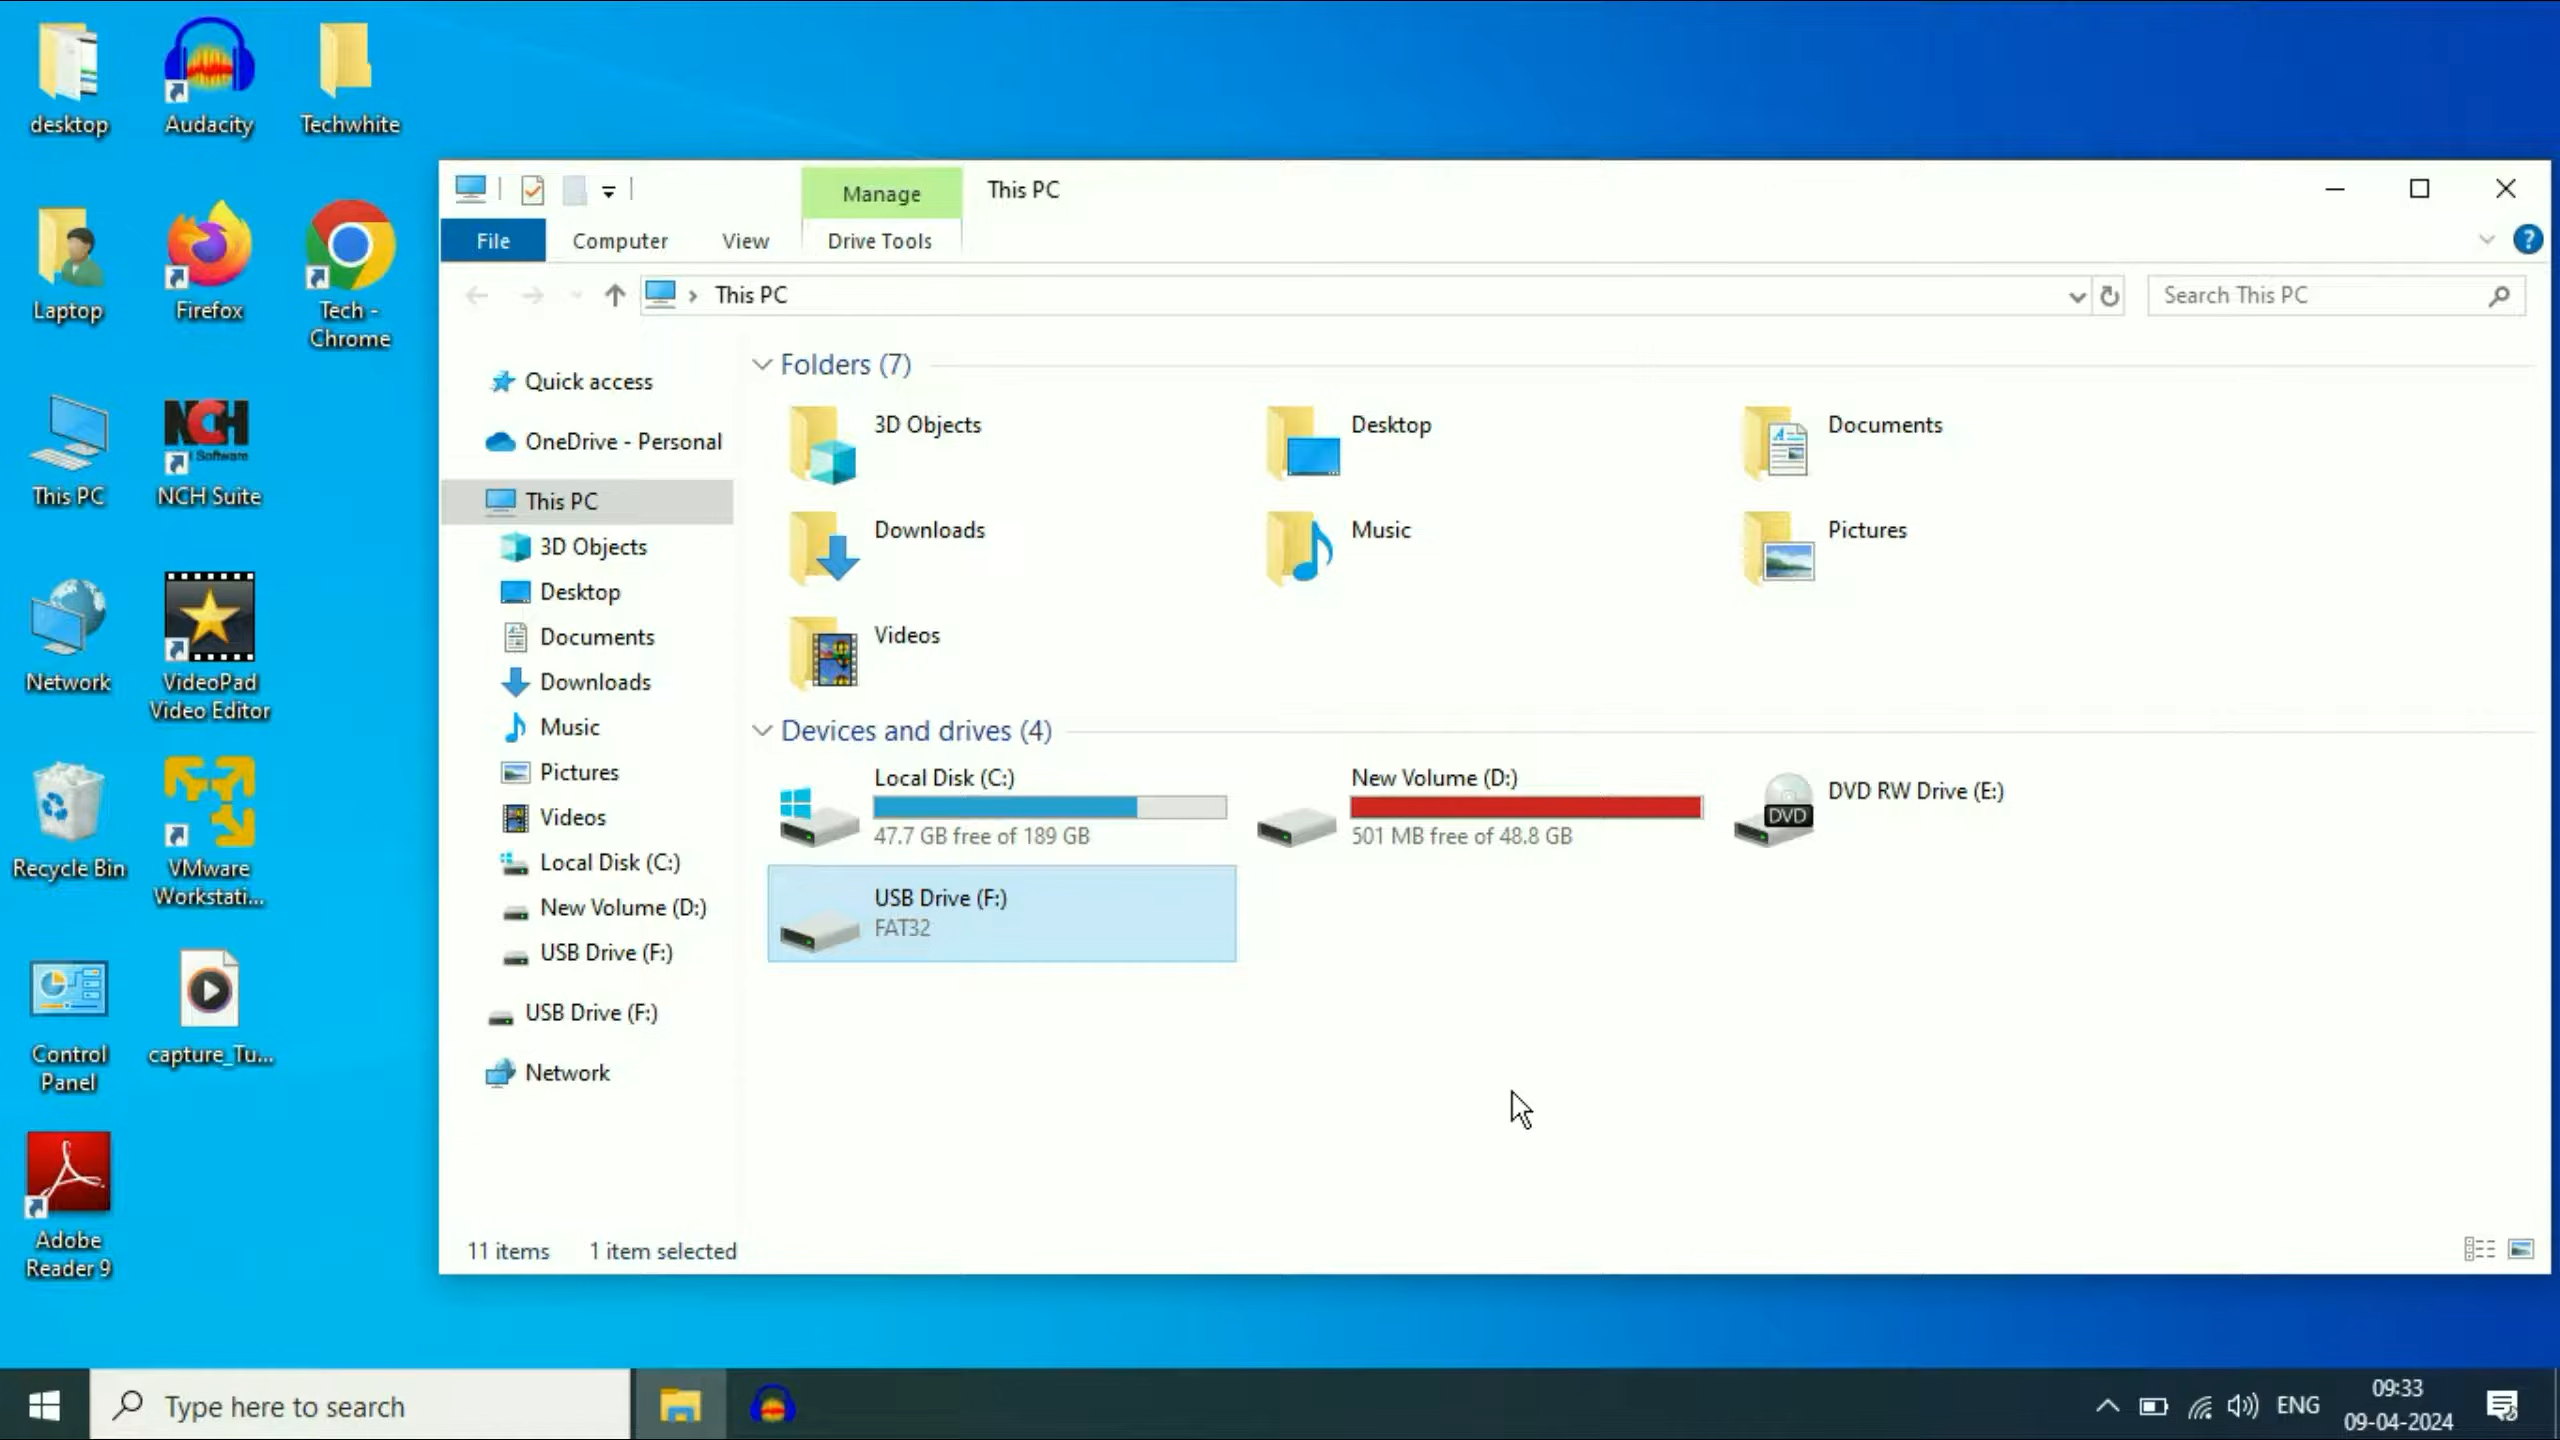 desktop
Audacity
Techwhite
Laptop
Firefox
Tech -
Chrome
This PC
NCH
Software
NCH Suite
Network
VideoPad
Video Editor
Recycle Bin
VMware
Workstati...
Control
Panel
capture_Tu...
Adobe
Reader 9
Manage
This PC
File
Computer
View
Drive Tools
?
This PC
Search This PC
Quick access
OneDrive - Personal
This PC
3D Objects
Desktop
Documents
Downloads
Music
Pictures
Videos
Local Disk (C:)
New Volume (D:)
USB Drive (F:)
USB Drive (F:)
Network
Folders (7)
3D Objects
Desktop
Documents
Downloads
Music
Pictures
Videos
Devices and drives (4)
Local Disk (C:)
47.7 GB free of 189 GB
New Volume (D:)
501 MB free of 48.8 GB
DVD
DVD RW Drive (E:)
USB Drive (F:)
FAT32
11 items
1 item selected
Type here to search
ENG
09:33
09-04-2024